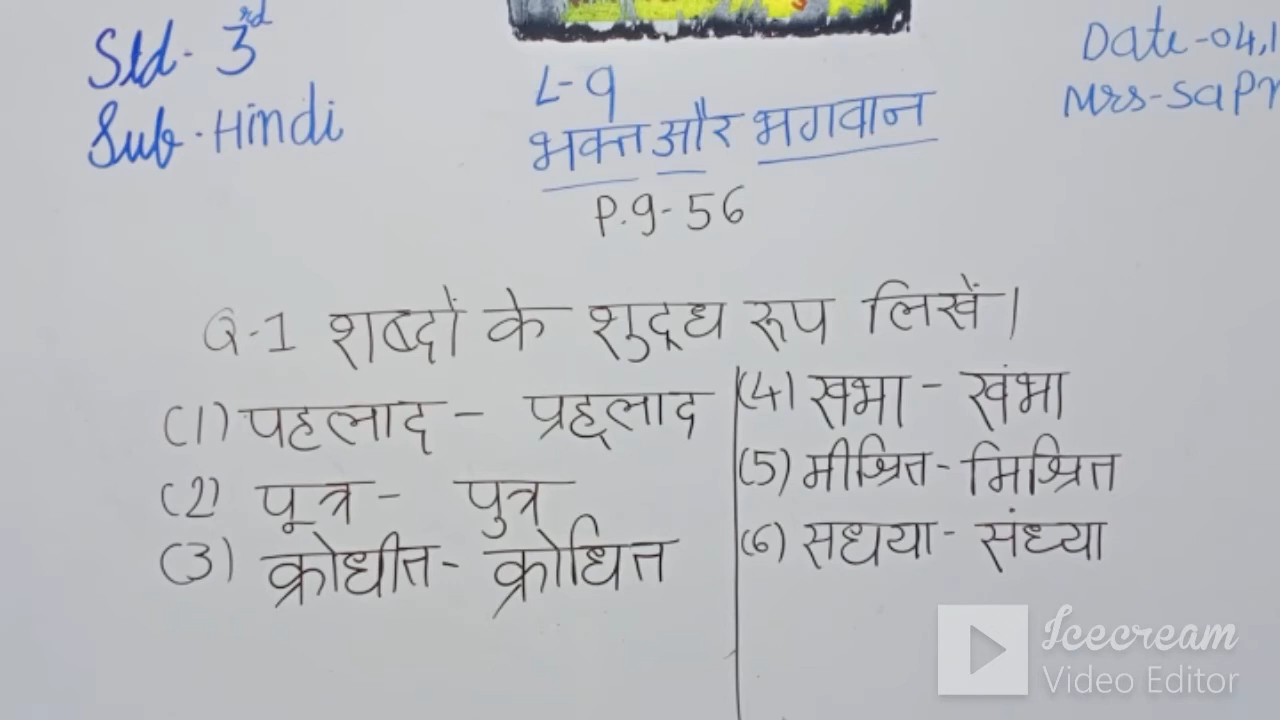 Std- 3rd
Sub- Hindi
L-9
भक्त और भगवान
P.g-56
Date-04,1
Mrs-Sapn
Q.1 शब्दों के शुद्ध रूप लिखें।
(1) पहलाद - प्रह्लाद
(2) पूत्र - पुत्र
(3) क्रोधीत - क्रोधित
(4) खभा - खंभा
(5) मीश्रित - मिश्रित
(6) सधया - संध्या
Icecream
Video Editor